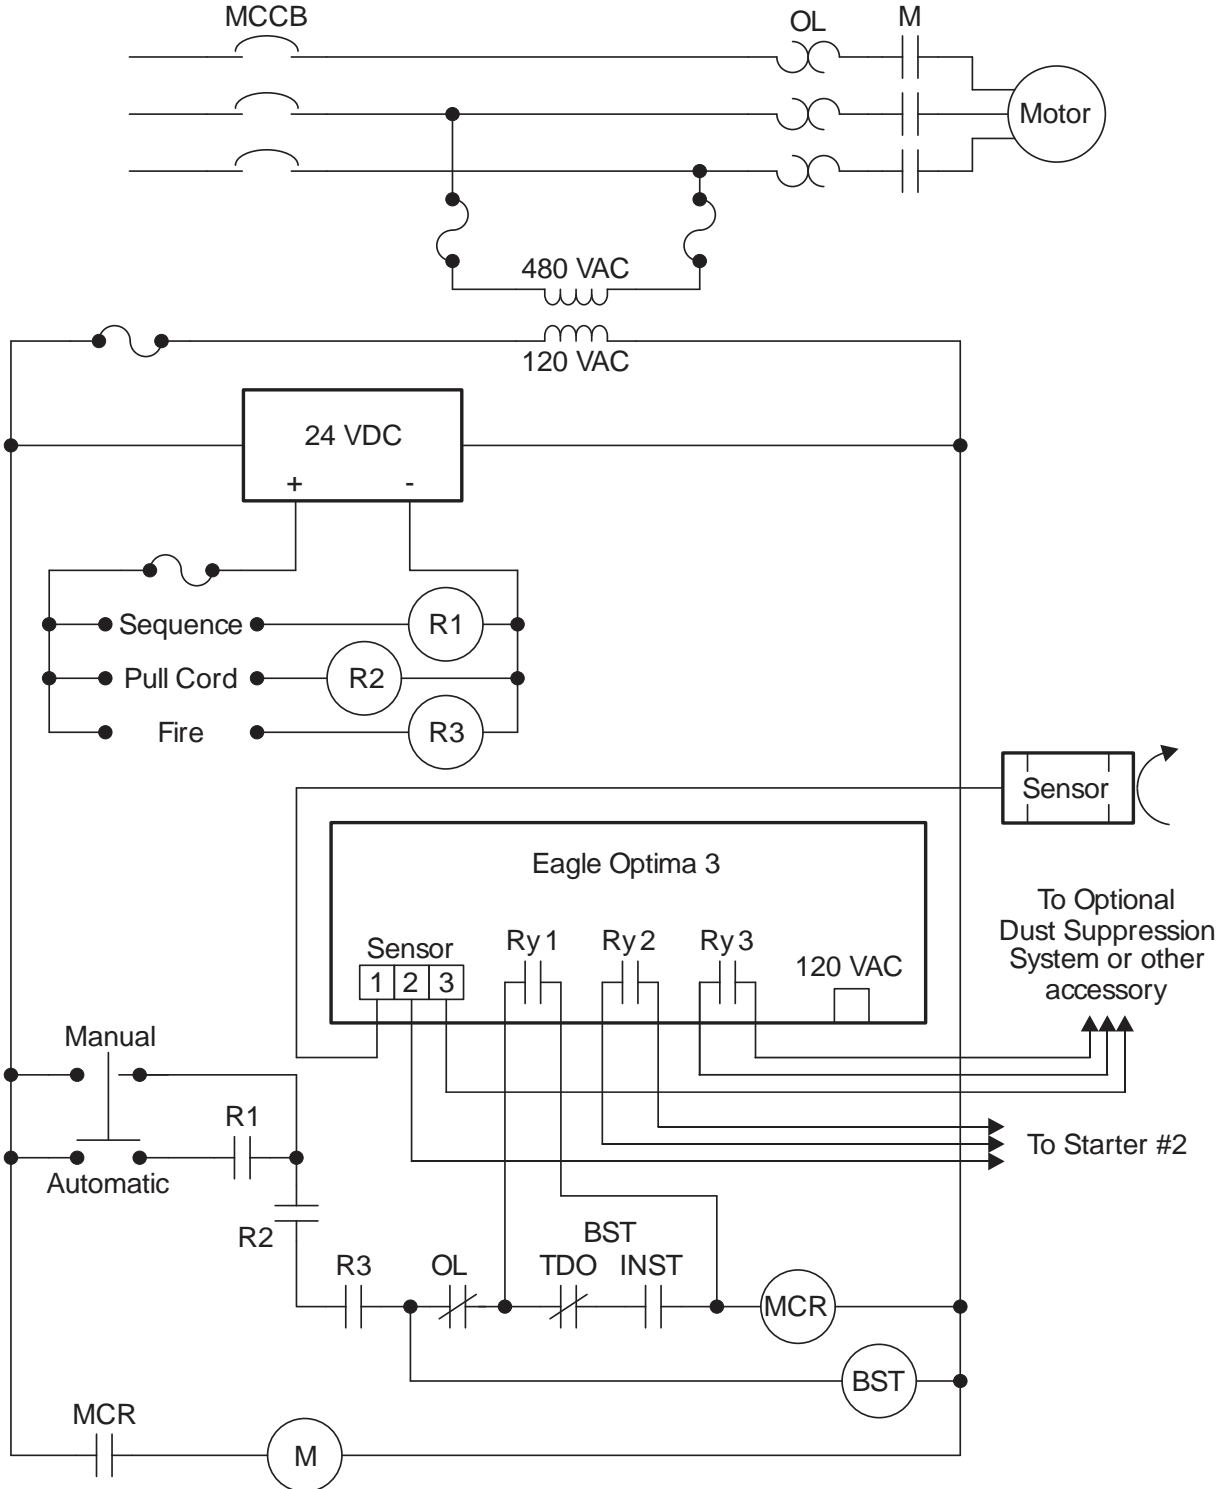 MCCB
OL
M
Motor
480 VAC
120 VAC
24 VDC
+
-
Sequence
R1
Pull Cord
R2
Fire
R3
Sensor
Eagle Optima 3
Sensor
1 2 3
Ry 1
Ry 2
Ry 3
120 VAC
To Optional
Dust Suppression
System or other
accessory
Manual
R1
Automatic
To Starter #2
R2
BST
R3
OL
TDO
INST
MCR
BST
MCR
M